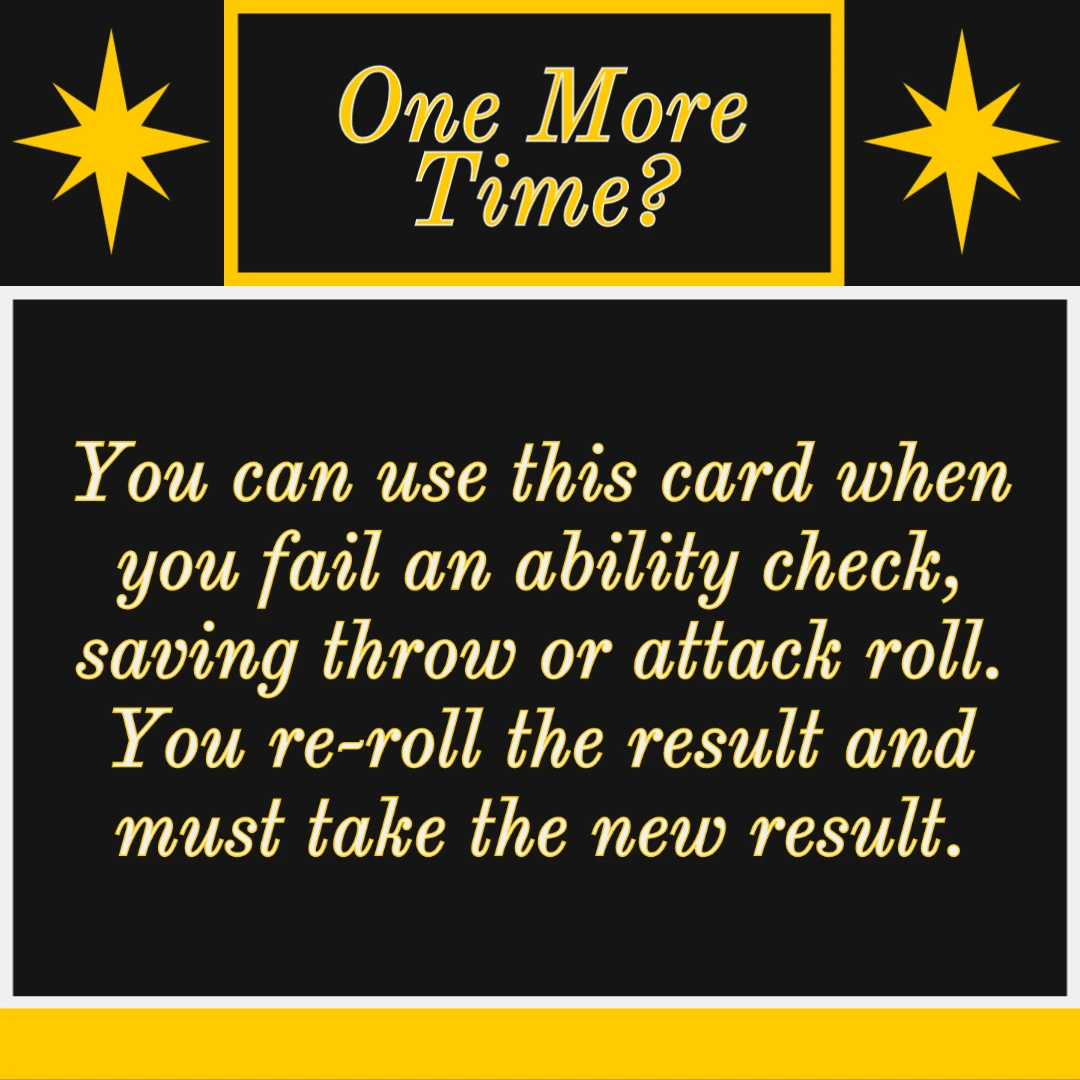 One More
Time?
You can use this card when
you fail an ability check,
saving throw or attack roll.
You re-roll the result and
must take the new result.